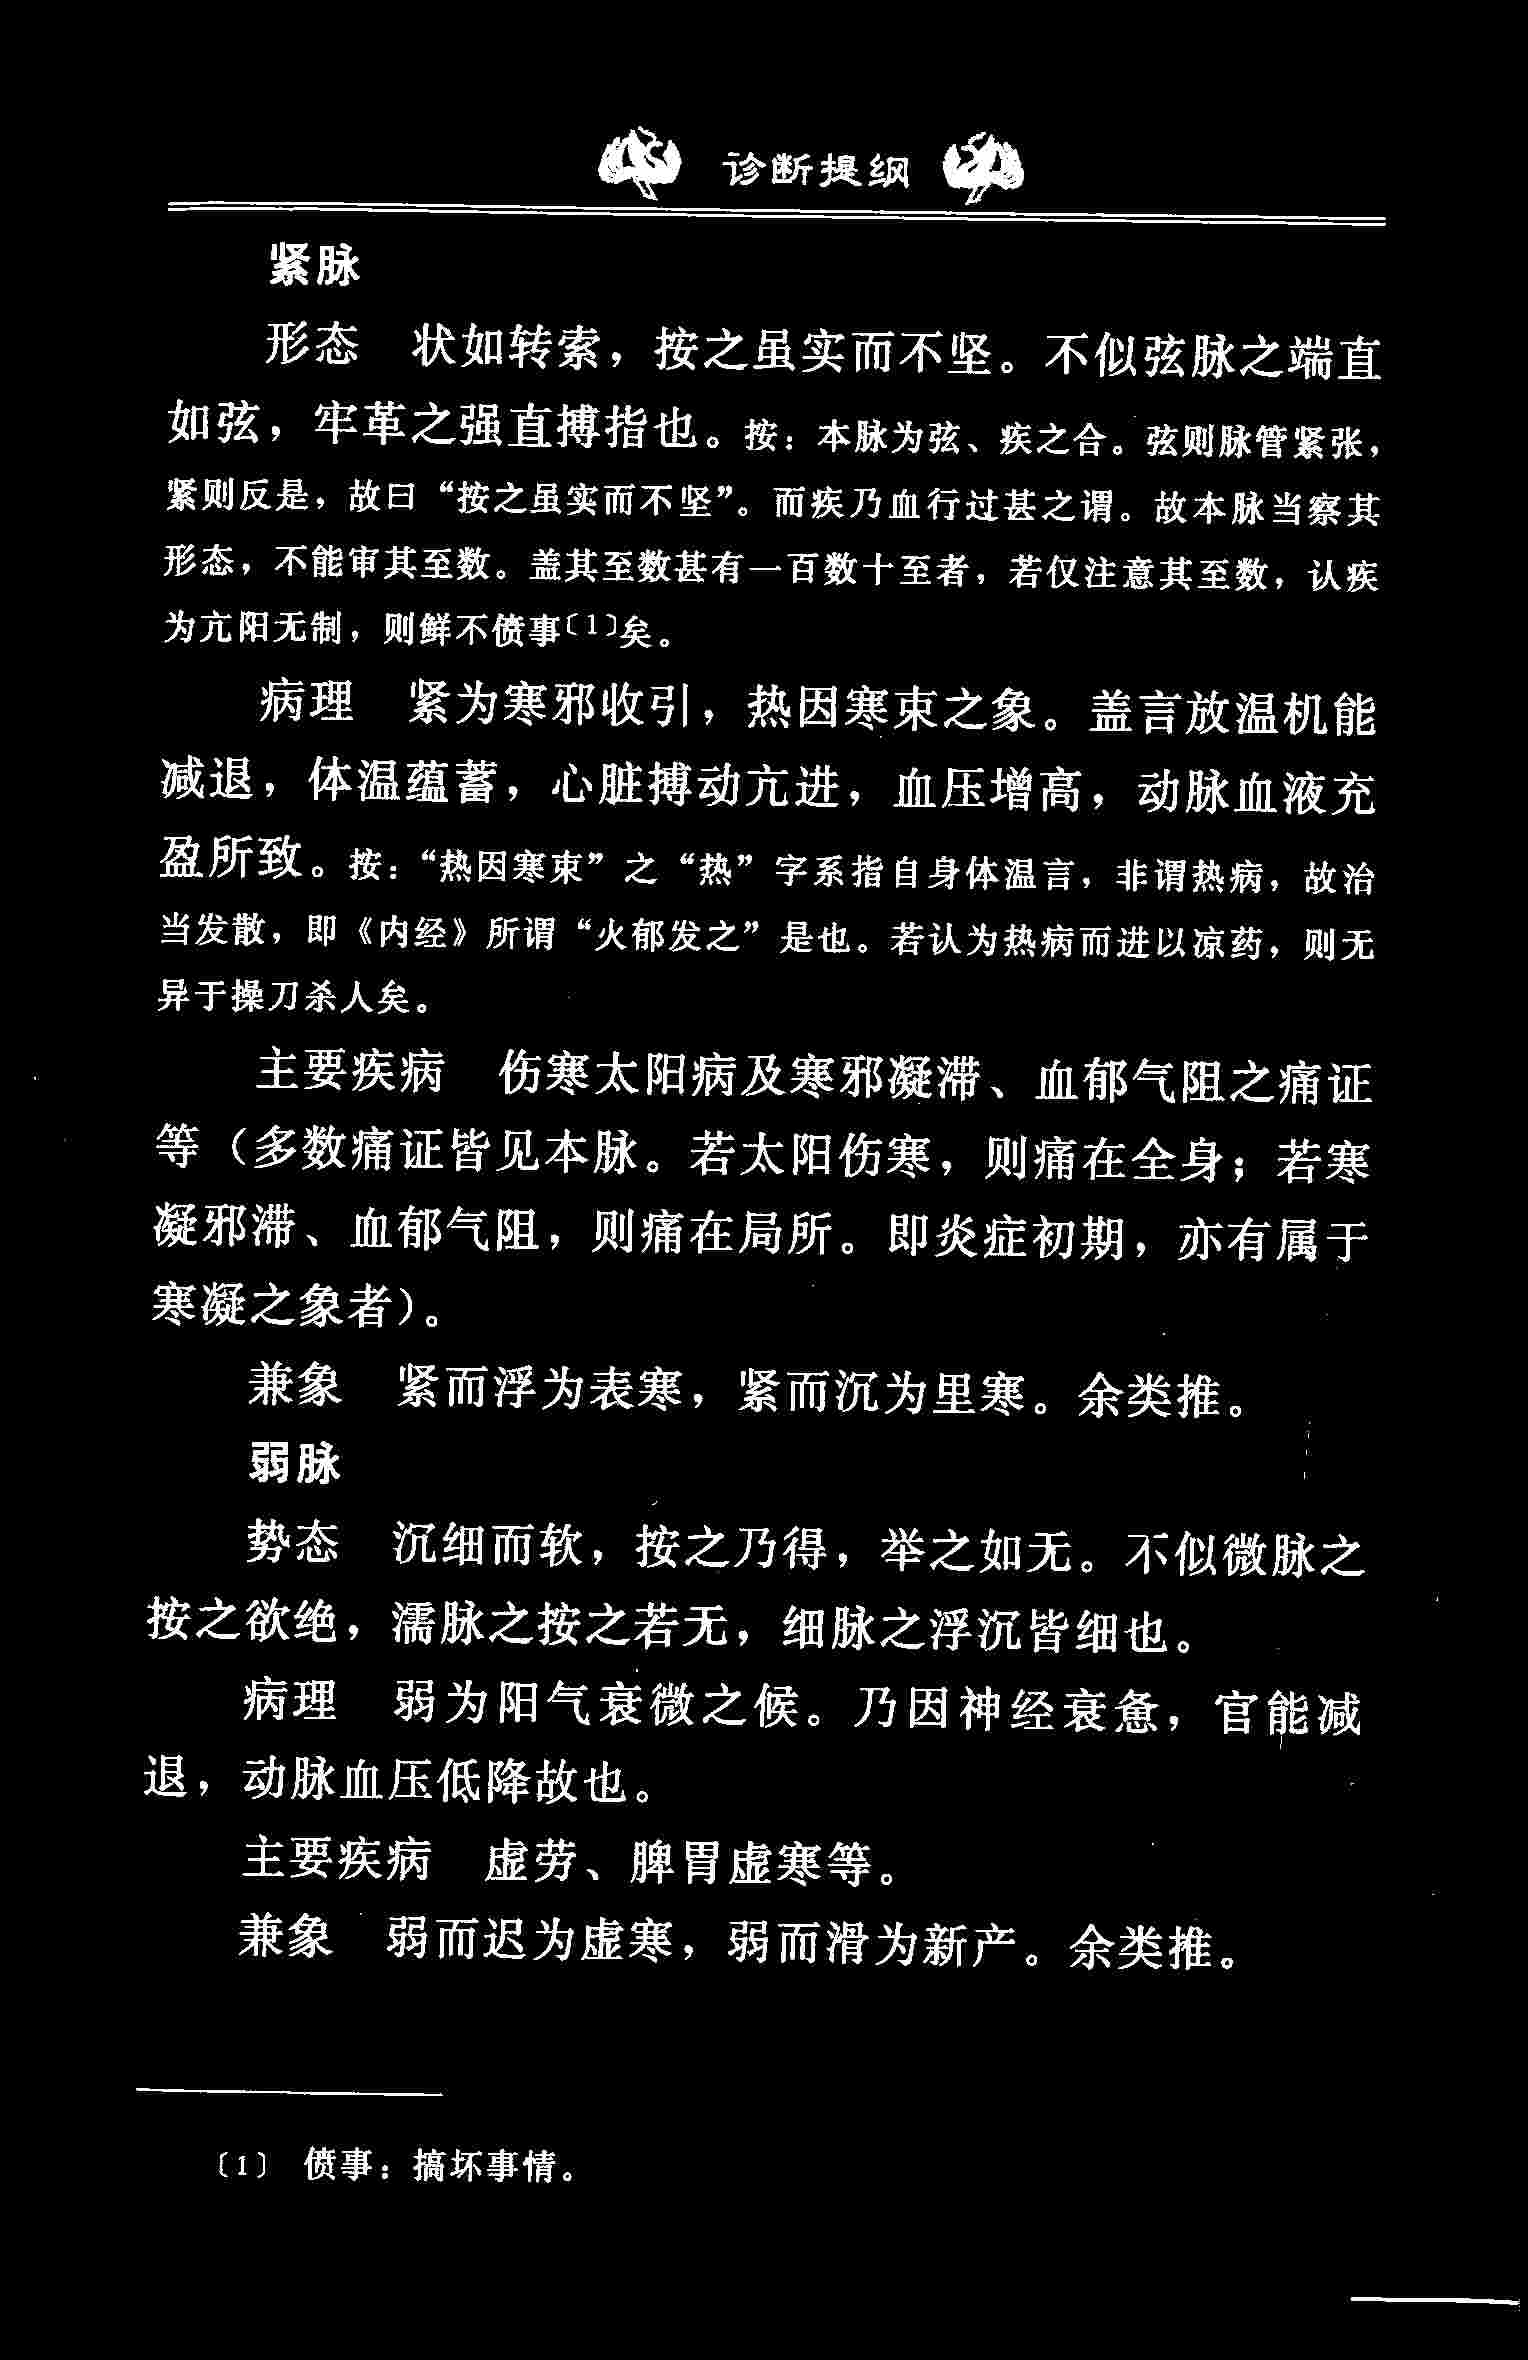 诊断提纲
紧脉
形态　状如转索，按之虽实而不坚。不似弦脉之端直
如弦，牢革之强直搏指也。按：本脉为弦、疾之合。弦则脉管紧张，
紧则反是，故曰“按之虽实而不坚”。而疾乃血行过甚之谓。故本脉当察其
形态，不能审其至数。盖其至数甚有一百数十至者，若仅注意其至数，认疾
为亢阳无制，则鲜不偾事〔1〕矣。
病理　紧为寒邪收引，热因寒束之象。盖言放温机能
减退，体温蕴蓄，心脏搏动亢进，血压增高，动脉血液充
盈所致。按：“热因寒束”之“热”字系指自身体温言，非谓热病，故治
当发散，即《内经》所谓“火郁发之”是也。若认为热病而进以凉药，则无
异于操刀杀人矣。
主要疾病　伤寒太阳病及寒邪凝滞、血郁气阻之痛证
等（多数痛证皆见本脉。若太阳伤寒，则痛在全身；若寒
凝邪滞、血郁气阻，则痛在局所。即炎症初期，亦有属于
寒凝之象者）。
兼象　紧而浮为表寒，紧而沉为里寒。余类推。
弱脉
势态　沉细而软，按之乃得，举之如无。不似微脉之
按之欲绝，濡脉之按之若无，细脉之浮沉皆细也。
病理　弱为阳气衰微之候。乃因神经衰惫，官能减
退，动脉血压低降故也。
主要疾病　虚劳、脾胃虚寒等。
兼象　弱而迟为虚寒，弱而滑为新产。余类推。
〔1〕 偾事：搞坏事情。